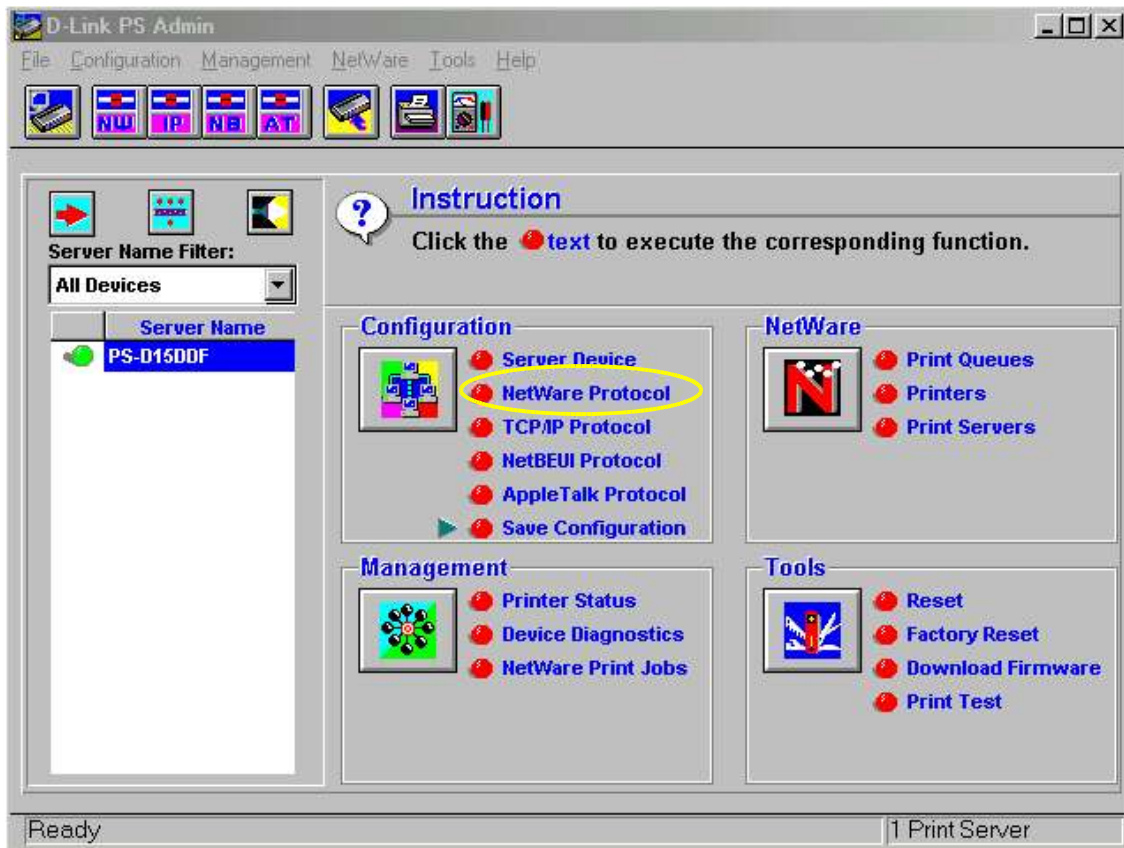 D-Link PS Admin
File Configuration Management NetWare Tools Help
NW IP NB AT
Server Name Filter:
All Devices
Server Name
PS-D15DDF
Instruction
Click the text to execute the corresponding function.
Configuration
Server Device
NetWare Protocol
TCP/IP Protocol
NetBEUI Protocol
AppleTalk Protocol
Save Configuration
NetWare
N
Print Queues
Printers
Print Servers
Management
Printer Status
Device Diagnostics
NetWare Print Jobs
Tools
Reset
Factory Reset
Download Firmware
Print Test
Ready
1 Print Server